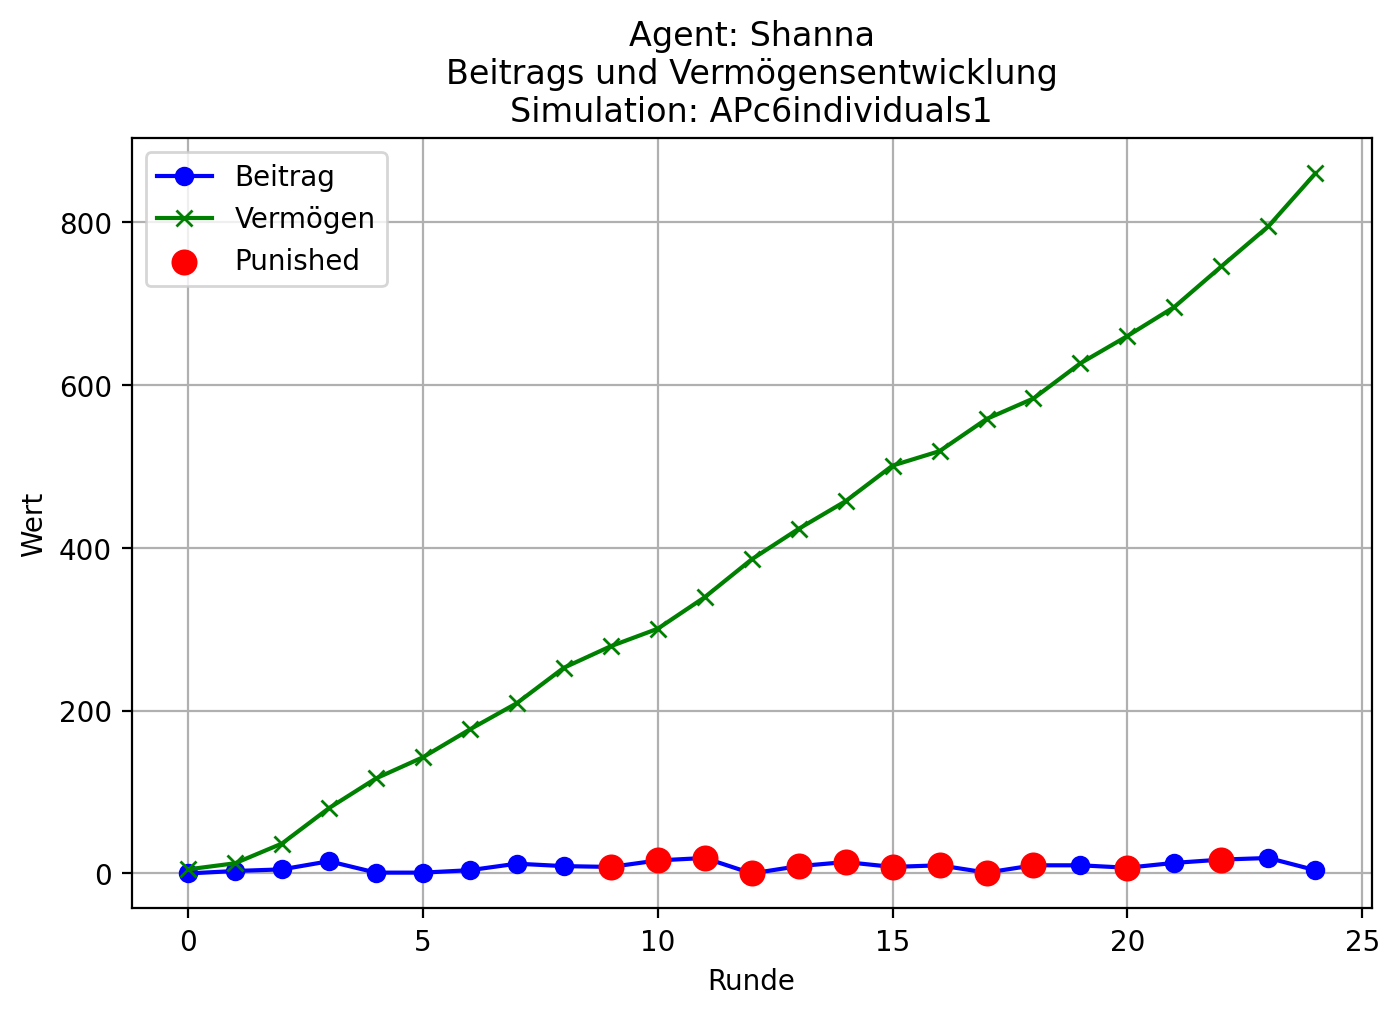 Agent: Shanna
Beitrags und Vermögensentwicklung
Simulation: APc6individuals1
Beitrag
Vermögen
Punished
800
600
400
200
0
Wert
0 5 10 15 20 25
Runde